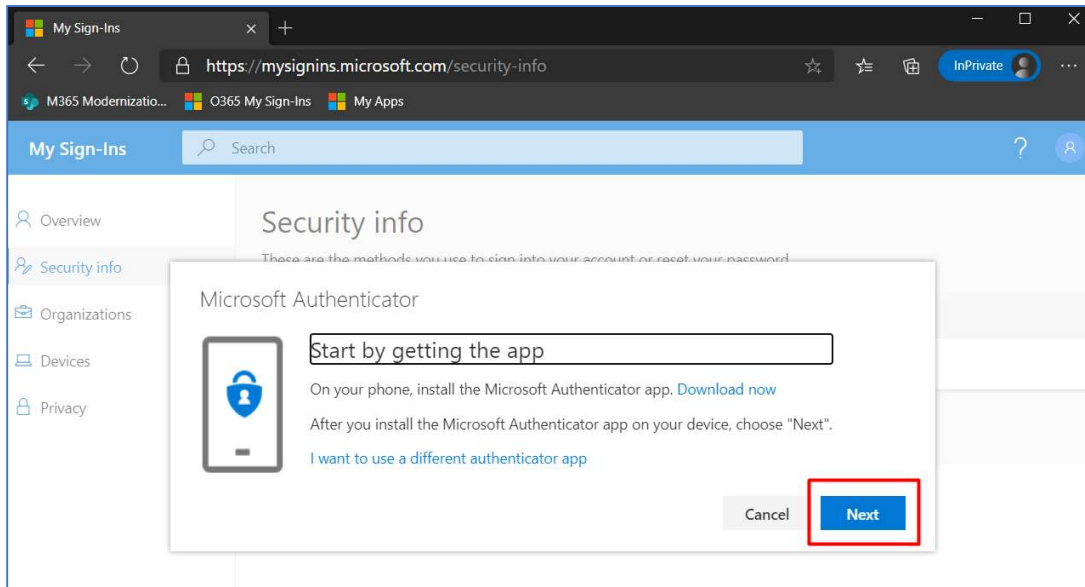 My Sign-Ins
https://mysignins.microsoft.com/security-info
InPrivate
M365 Modernizatio...
O365 My Sign-Ins
My Apps
My Sign-Ins
Search
?
Overview
Security info
Organizations
Devices
Privacy
Security info
These are the methods you use to sign into your account or reset your password.
Microsoft Authenticator
Start by getting the app
On your phone, install the Microsoft Authenticator app. Download now
After you install the Microsoft Authenticator app on your device, choose "Next".
I want to use a different authenticator app
Cancel
Next